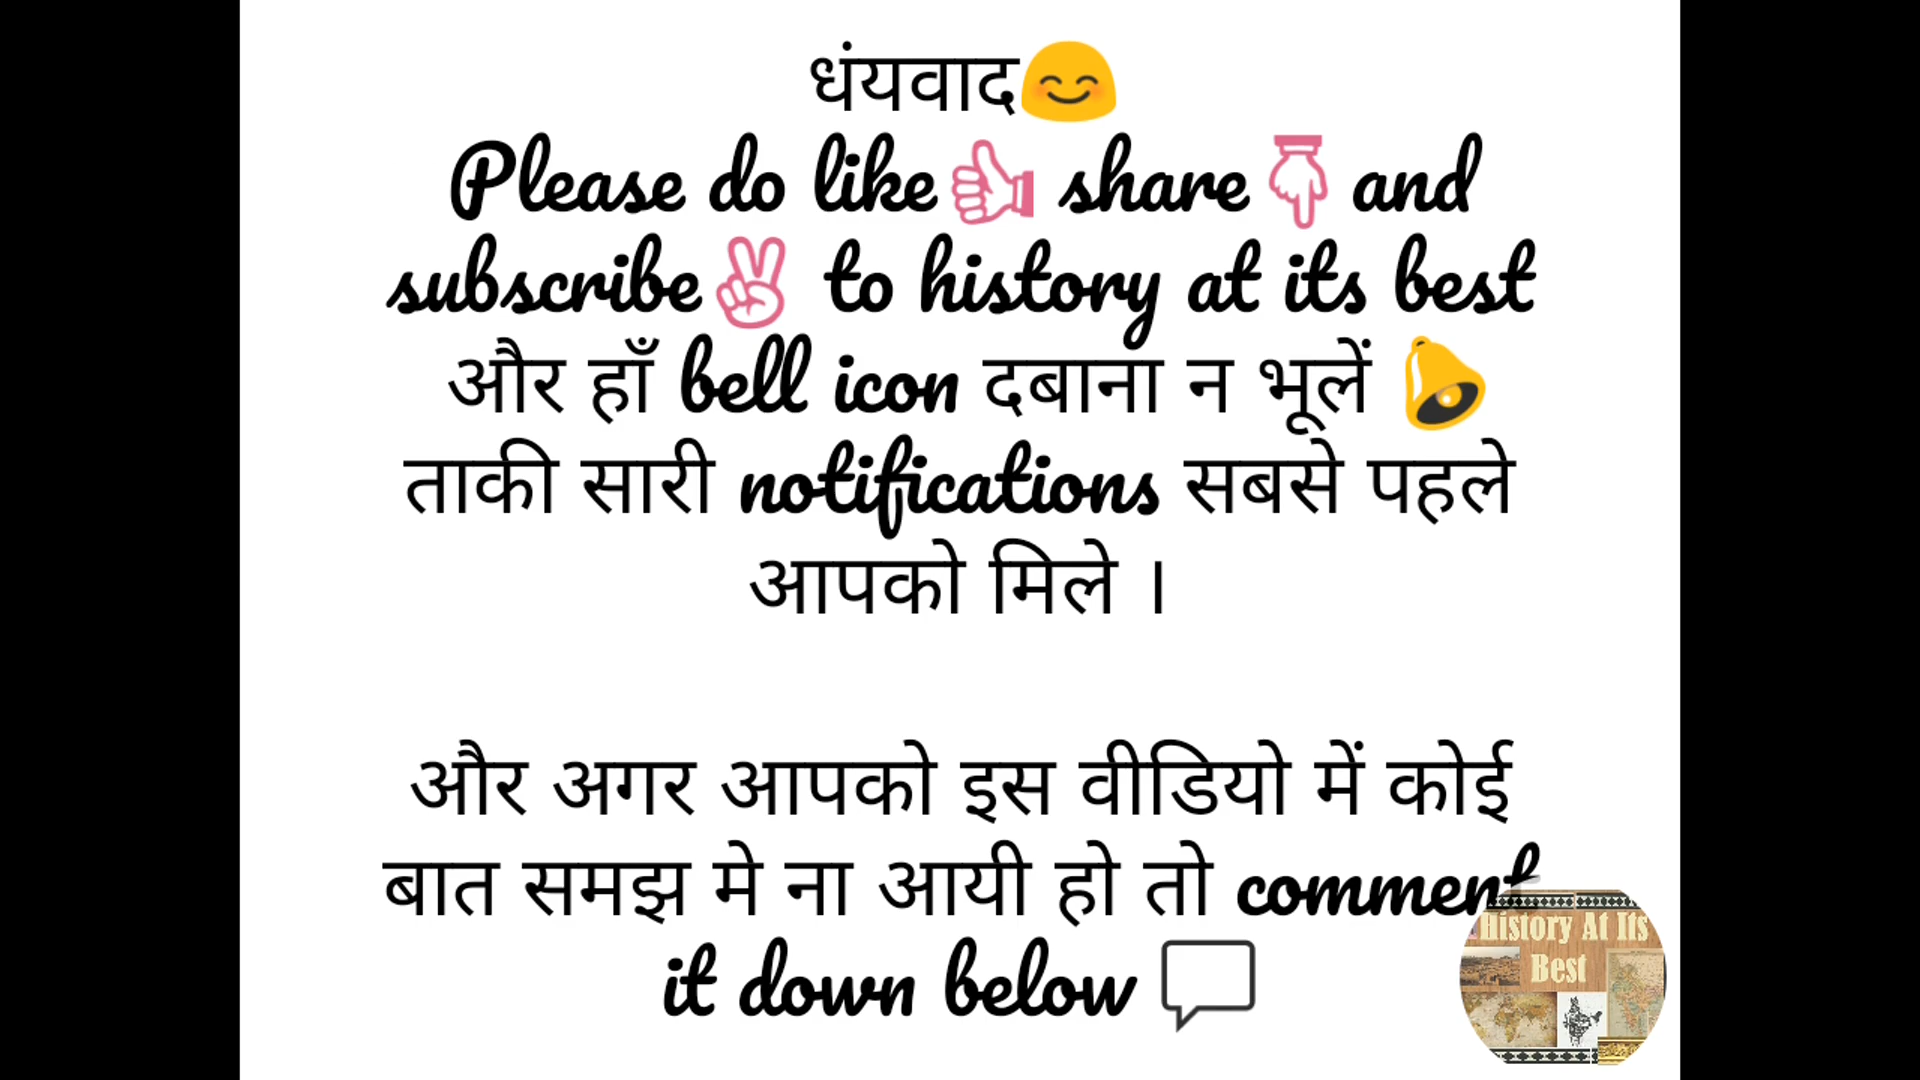 धंयवाद😊
Please do like👍 share👇 and
subscribe✌ to history at its best
और हाँ bell icon दबाना न भूलें 🔔
ताकी सारी notifications सबसे पहले
आपको मिले ।
और अगर आपको इस वीडियो में कोई
बात समझ मे ना आयी हो तो comment
it down below 💬
History At Its
Best